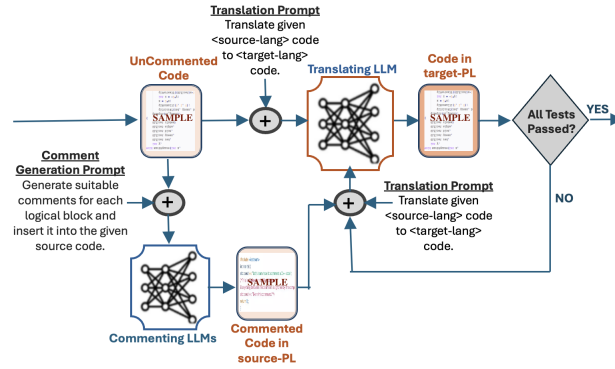 Translation Prompt
Translate given
<source-lang> code
to <target-lang>
code.
UnCommented
Code
SAMPLE
+
Translating LLM
Code in
target-PL
SAMPLE
All Tests
Passed?
YES
NO
Comment
Generation Prompt
Generate suitable
comments for each
logical block and
insert it into the given
source code.
+
+
Translation Prompt
Translate given
<source-lang> code
to <target-lang>
code.
Commenting LLMs
SAMPLE
Commented
Code in
source-PL